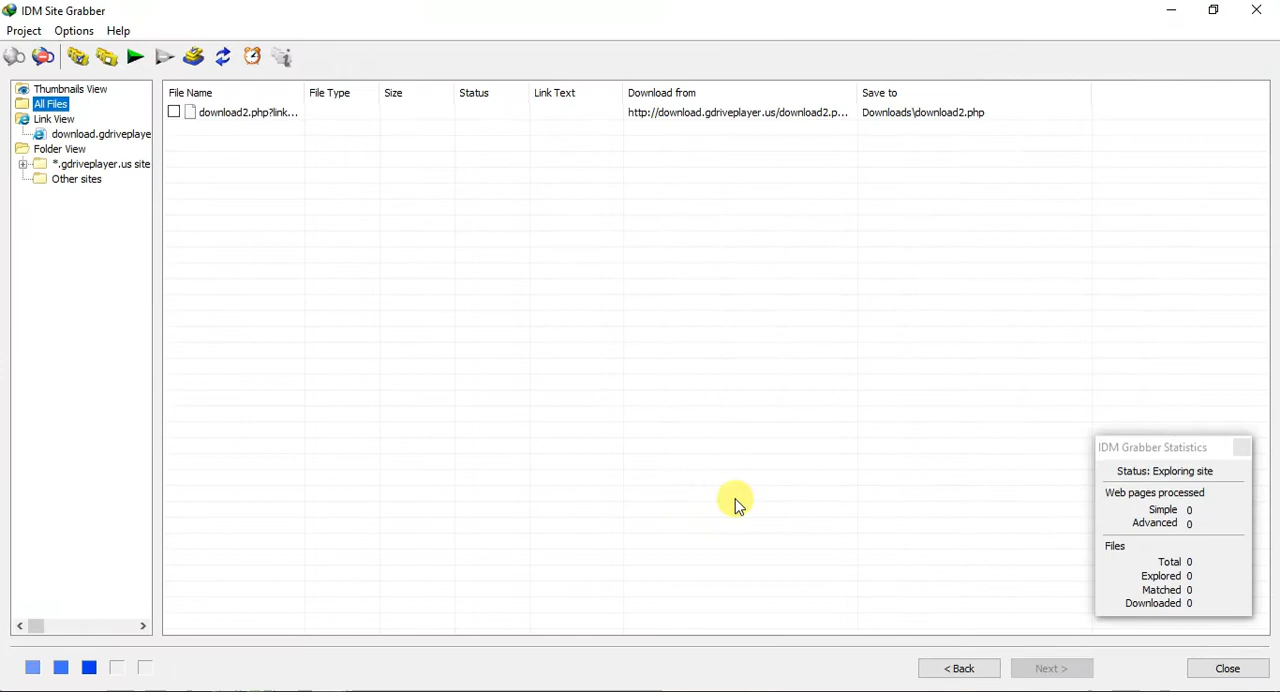 IDM Site Grabber
Project Options Help
Thumbnails View
All Files
Link View
download.gdriveplaye
Folder View
*.gdriveplayer.us site
Other sites
File Name File Type Size Status Link Text Download from Save to
download2.php?link... http://download.gdriveplayer.us/download2.p... Downloads\download2.php
IDM Grabber Statistics
Status: Exploring site
Web pages processed
Simple 0
Advanced 0
Files
Total 0
Explored 0
Matched 0
Downloaded 0
< Back Next > Close